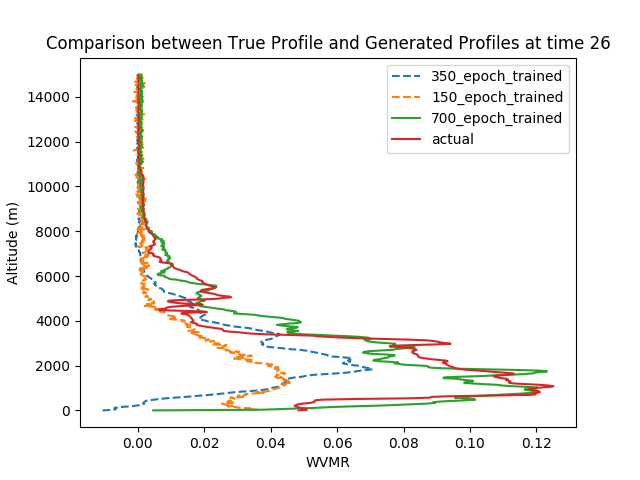 Comparison between True Profile and Generated Profiles at time 26
350_epoch_trained
150_epoch_trained
700_epoch_trained
actual
Altitude (m)
14000
12000
10000
8000
6000
4000
2000
0
0.00 0.02 0.04 0.06 0.08 0.10 0.12
WVMR